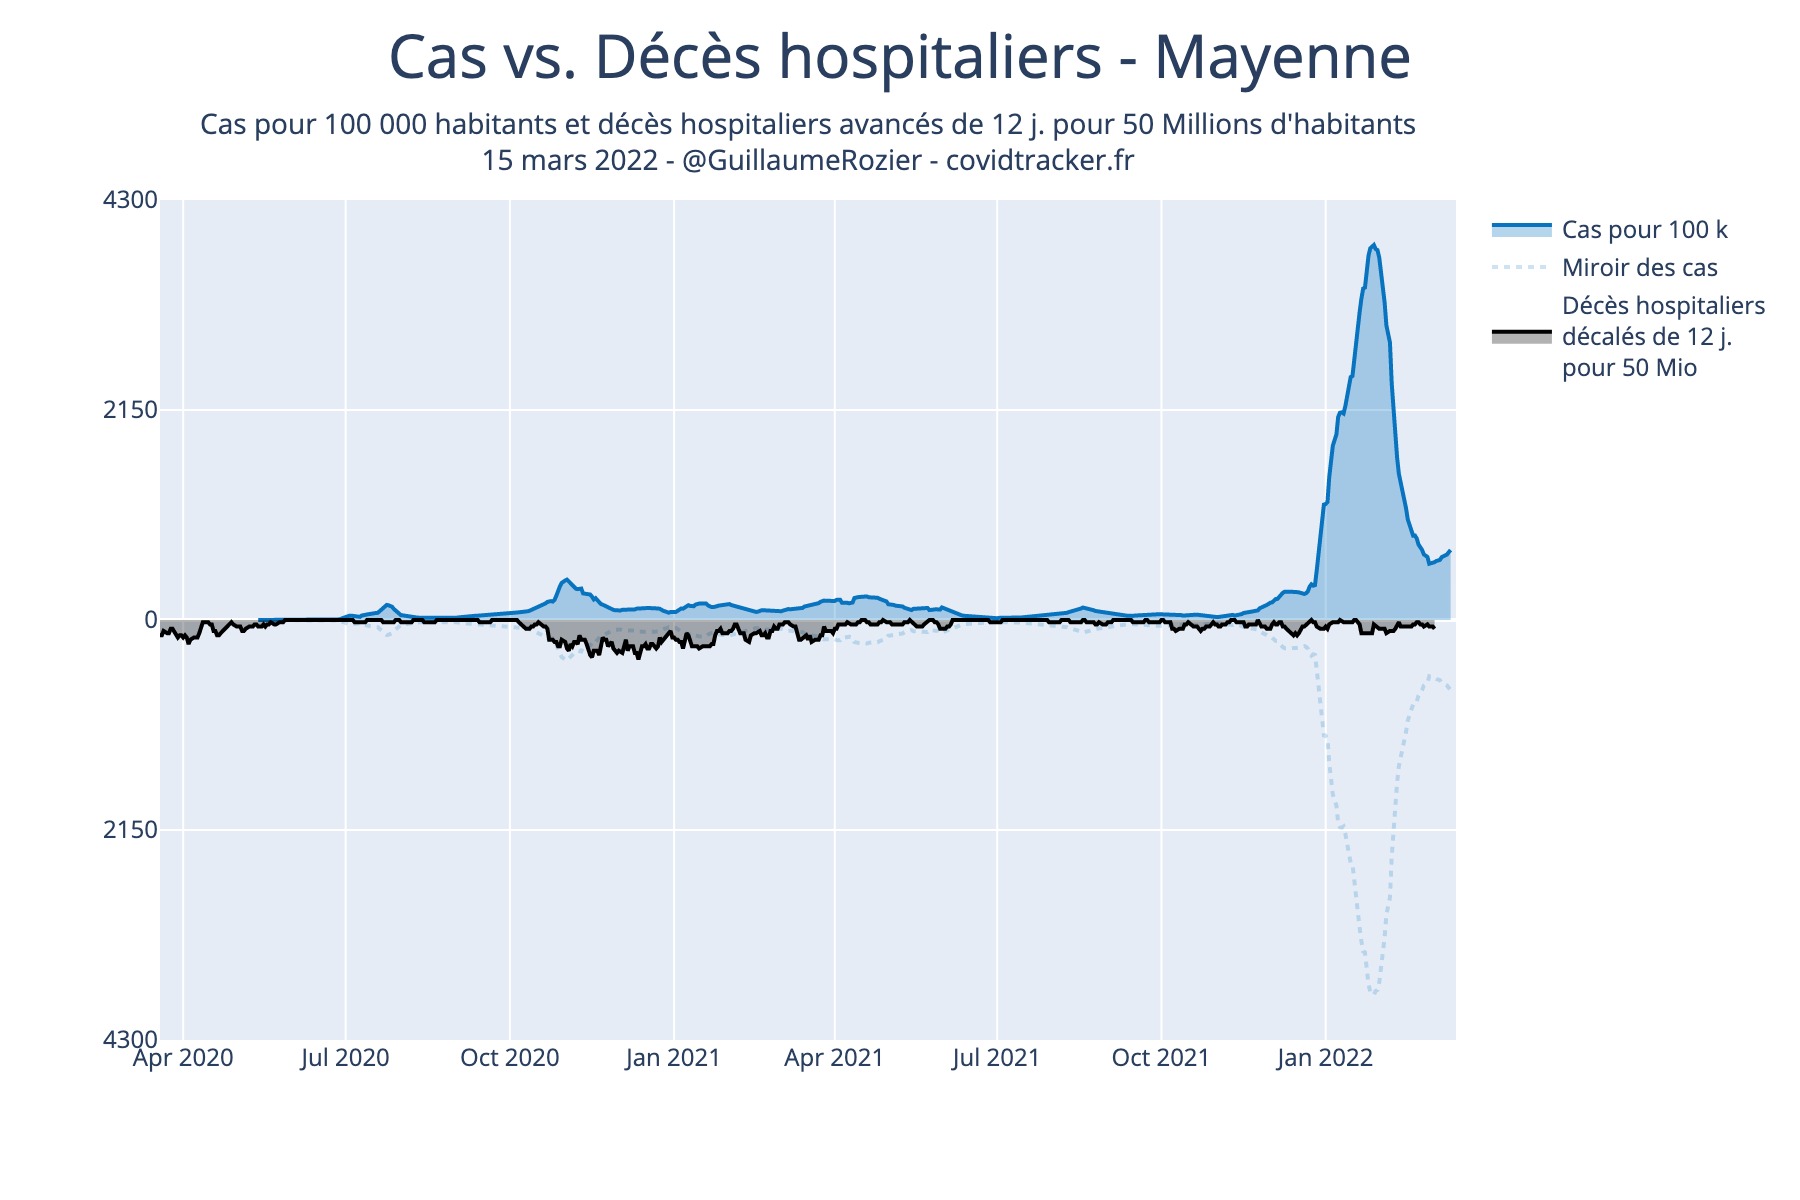 Cas vs. Décès hospitaliers - Mayenne
Cas pour 100 000 habitants et décès hospitaliers avancés de 12 j. pour 50 Millions d'habitants
15 mars 2022 - @GuillaumeRozier - covidtracker.fr
4300
2150
0
2150
4300
Apr 2020
Jul 2020
Oct 2020
Jan 2021
Apr 2021
Jul 2021
Oct 2021
Jan 2022
Cas pour 100 k
Miroir des cas
Décès hospitaliers
décalés de 12 j.
pour 50 Mio